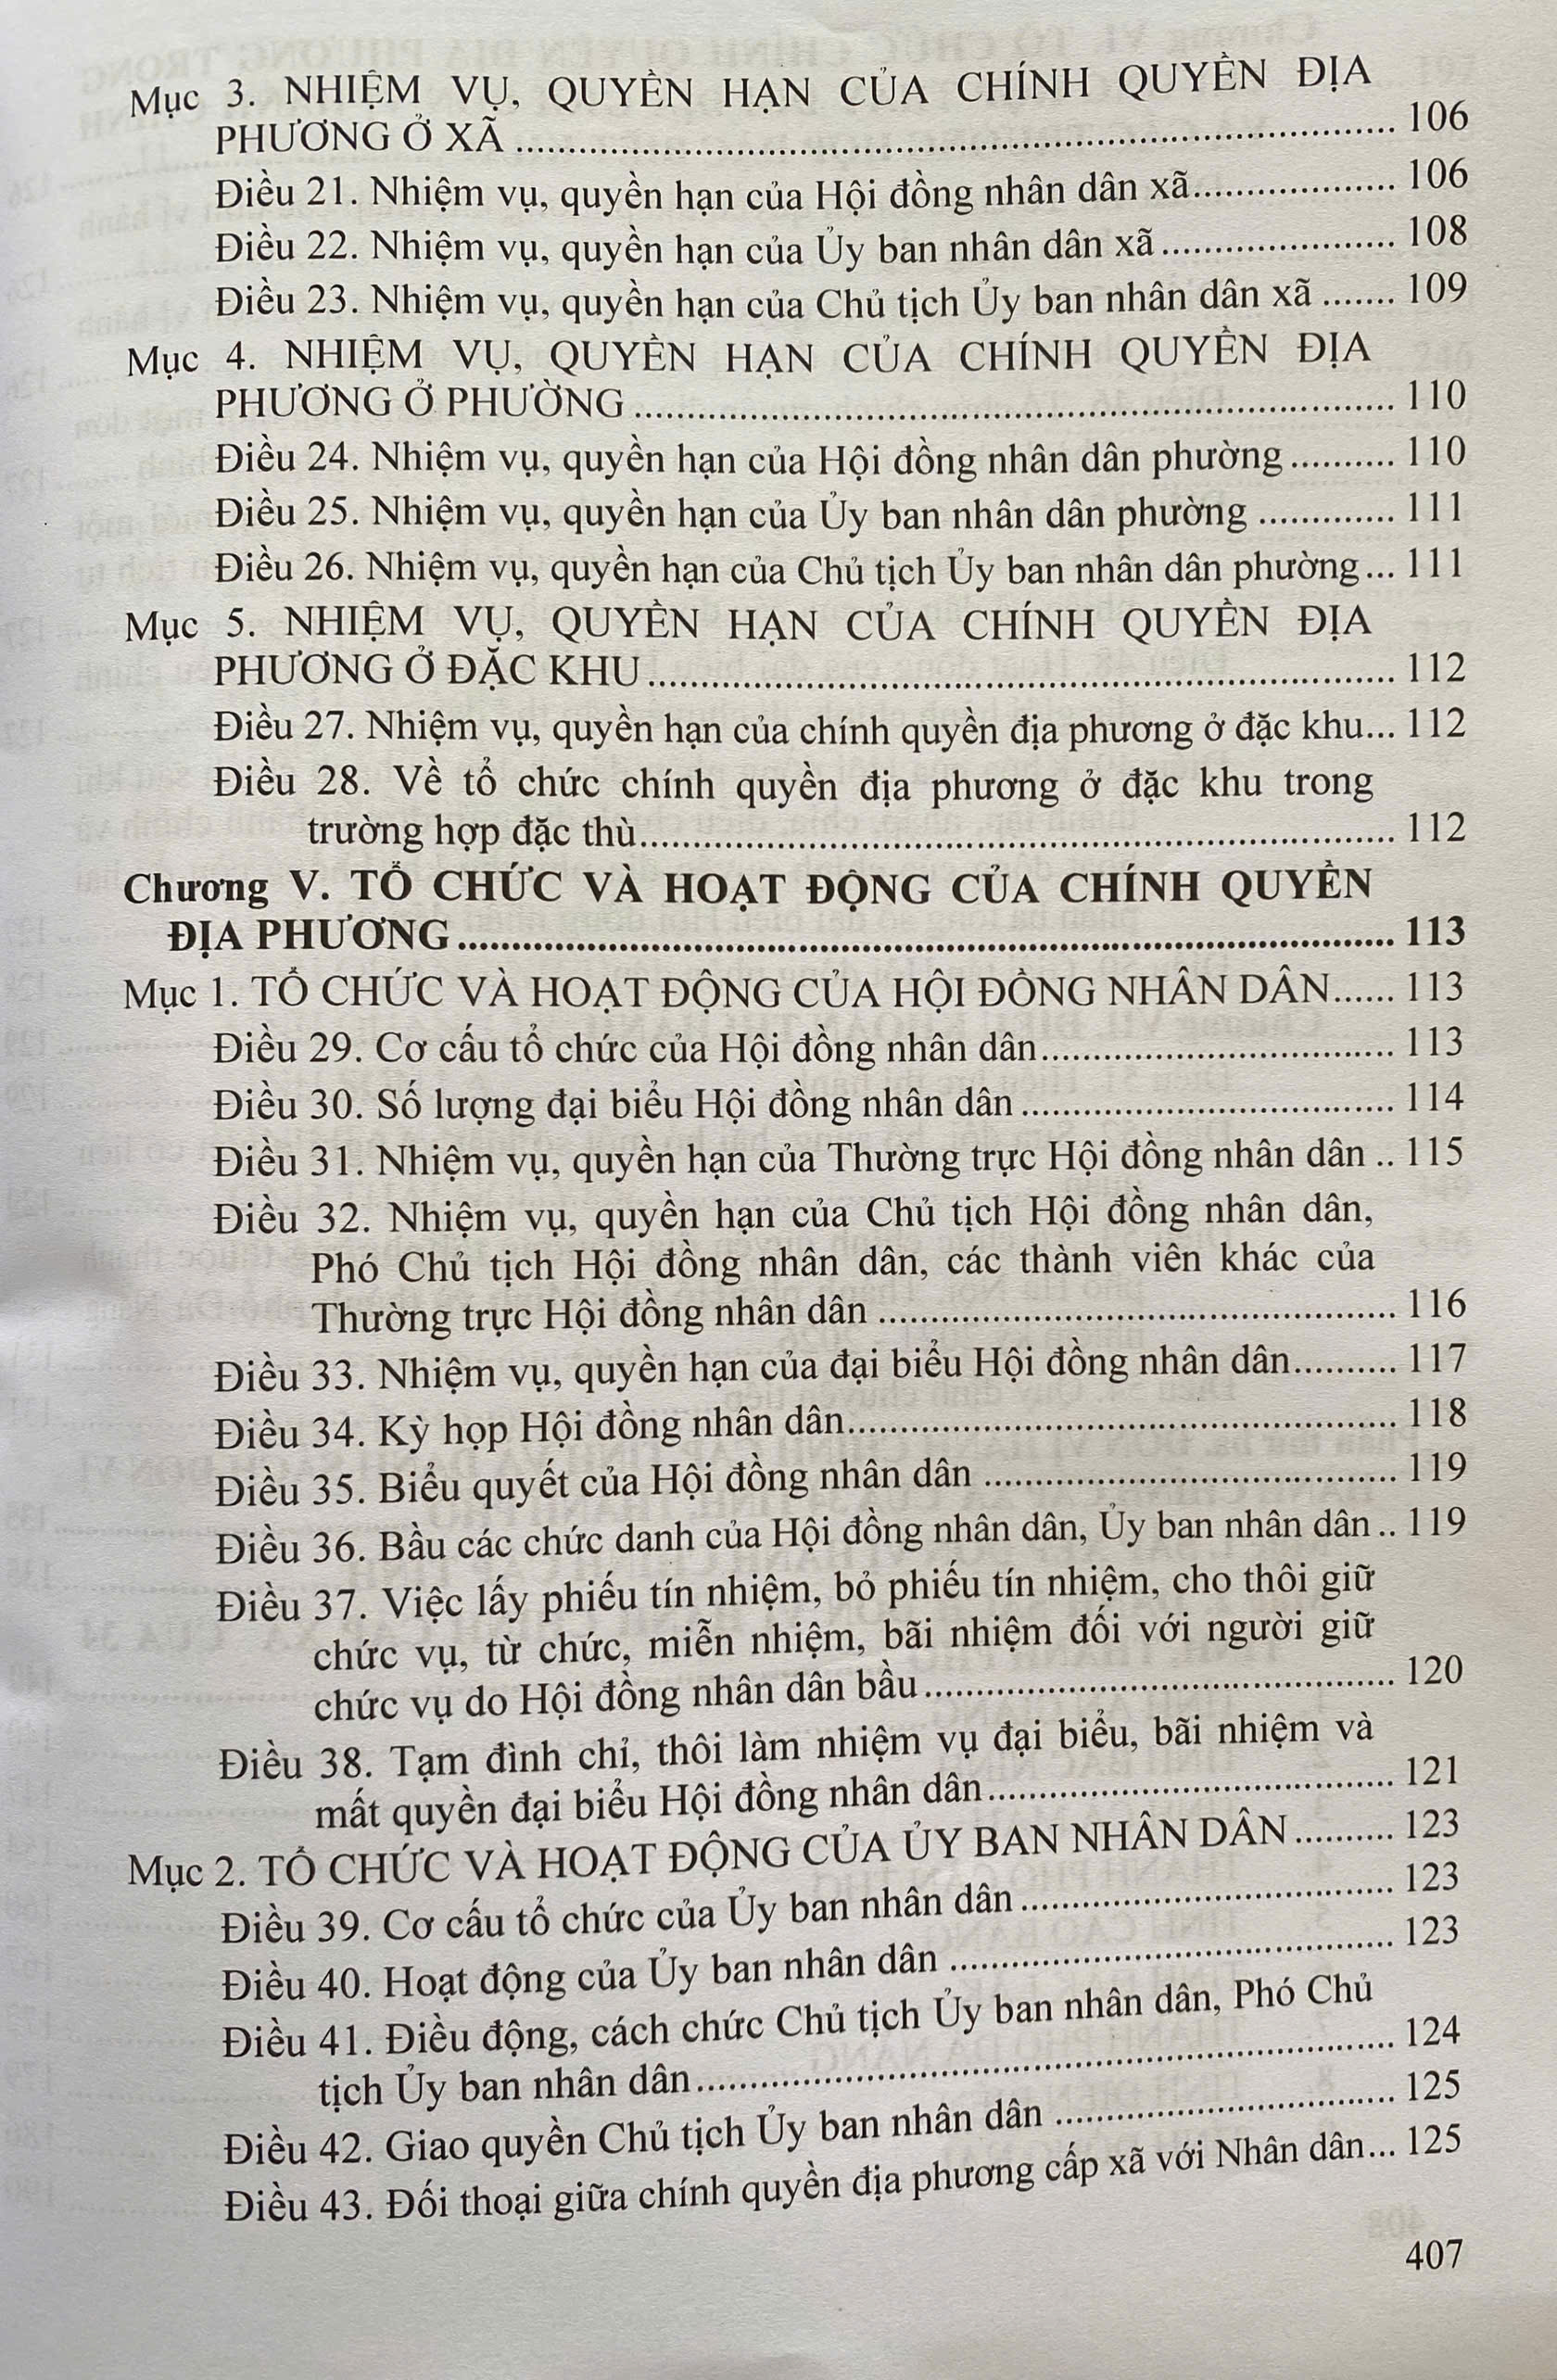 Mục 3. NHIỆM VỤ, QUYỀN HẠN CỦA CHÍNH QUYỀN ĐỊA
PHƯƠNG Ở XÃ ........................................ 106
Điều 21. Nhiệm vụ, quyền hạn của Hội đồng nhân dân xã.................... 106
Điều 22. Nhiệm vụ, quyền hạn của Ủy ban nhân dân xã...................... 108
Điều 23. Nhiệm vụ, quyền hạn của Chủ tịch Ủy ban nhân dân xã ....... 109
Mục 4. NHIỆM VỤ, QUYỀN HẠN CỦA CHÍNH QUYỀN ĐỊA
PHƯƠNG Ở PHƯỜNG ........................................ 110
Điều 24. Nhiệm vụ, quyền hạn của Hội đồng nhân dân phường.......... 110
Điều 25. Nhiệm vụ, quyền hạn của Ủy ban nhân dân phường ............. 111
Điều 26. Nhiệm vụ, quyền hạn của Chủ tịch Ủy ban nhân dân phường... 111
Mục 5. NHIỆM VỤ, QUYỀN HẠN CỦA CHÍNH QUYỀN ĐỊA
PHƯƠNG Ở ĐẶC KHU........................................ 112
Điều 27. Nhiệm vụ, quyền hạn của chính quyền địa phương ở đặc khu... 112
Điều 28. Về tổ chức chính quyền địa phương ở đặc khu trong
trường hợp đặc thù........................................ 112
Chương V. TỔ CHỨC VÀ HOẠT ĐỘNG CỦA CHÍNH QUYỀN
ĐỊA PHƯƠNG........................................ 113
Mục 1. TỔ CHỨC VÀ HOẠT ĐỘNG CỦA HỘI ĐỒNG NHÂN DÂN...... 113
Điều 29. Cơ cấu tổ chức của Hội đồng nhân dân.................................. 113
Điều 30. Số lượng đại biểu Hội đồng nhân dân.................................... 114
Điều 31. Nhiệm vụ, quyền hạn của Thường trực Hội đồng nhân dân .. 115
Điều 32. Nhiệm vụ, quyền hạn của Chủ tịch Hội đồng nhân dân,
Phó Chủ tịch Hội đồng nhân dân, các thành viên khác của
Thường trực Hội đồng nhân dân ........................................ 116
Điều 33. Nhiệm vụ, quyền hạn của đại biểu Hội đồng nhân dân.......... 117
Điều 34. Kỳ họp Hội đồng nhân dân........................................ 118
Điều 35. Biểu quyết của Hội đồng nhân dân ........................................ 119
Điều 36. Bầu các chức danh của Hội đồng nhân dân, Ủy ban nhân dân .. 119
Điều 37. Việc lấy phiếu tín nhiệm, bỏ phiếu tín nhiệm, cho thôi giữ
chức vụ, từ chức, miễn nhiệm, bãi nhiệm đối với người giữ
chức vụ do Hội đồng nhân dân bầu........................................ 120
Điều 38. Tạm đình chỉ, thôi làm nhiệm vụ đại biểu, bãi nhiệm và
mất quyền đại biểu Hội đồng nhân dân........................................ 121
Mục 2. TỔ CHỨC VÀ HOẠT ĐỘNG CỦA ỦY BAN NHÂN DÂN.......... 123
Điều 39. Cơ cấu tổ chức của Ủy ban nhân dân .................................... 123
Điều 40. Hoạt động của Ủy ban nhân dân ........................................ 123
Điều 41. Điều động, cách chức Chủ tịch Ủy ban nhân dân, Phó Chủ
tịch Ủy ban nhân dân........................................ 124
Điều 42. Giao quyền Chủ tịch Ủy ban nhân dân ................................. 125
Điều 43. Đối thoại giữa chính quyền địa phương cấp xã với Nhân dân... 125
407